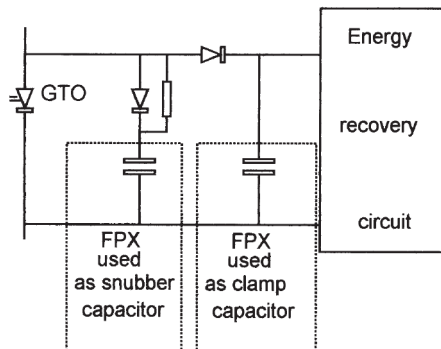 Energy
GTO
recovery
circuit
FPX
used
as snubber
capacitor
FPX
used
as clamp
capacitor